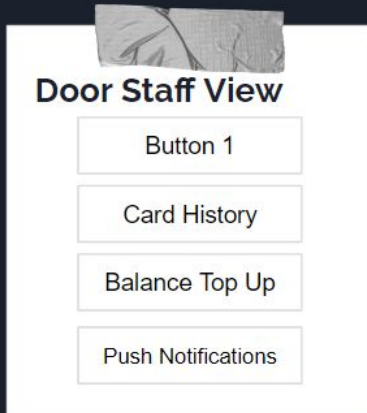 Door Staff View
Button 1
Card History
Balance Top Up
Push Notifications